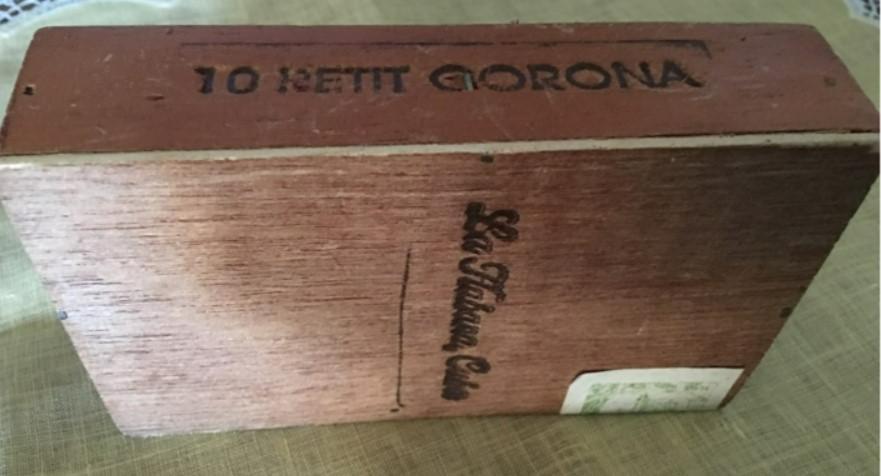 10 PETIT CORONA
La Habana, Cuba